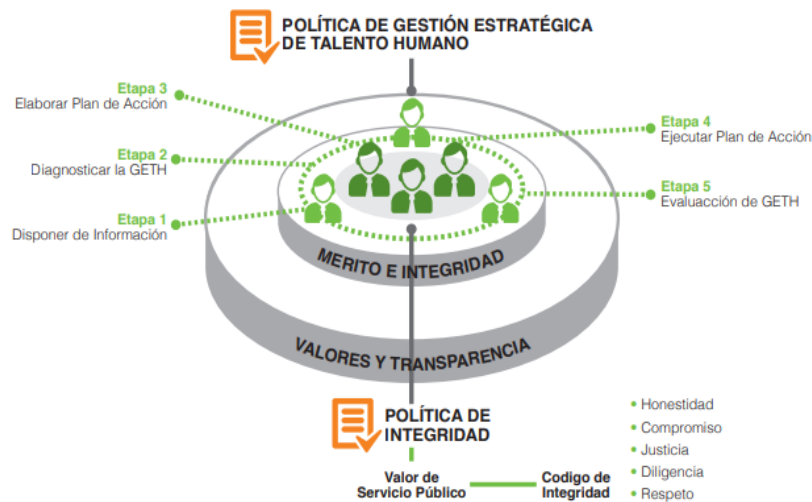 POLÍTICA DE GESTIÓN ESTRATÉGICA
DE TALENTO HUMANO
Etapa 3
Elaborar Plan de Acción
Etapa 2
Diagnosticar la GETH
Etapa 1
Disponer de Información
Etapa 4
Ejecutar Plan de Acción
Etapa 5
Evaluacción de GETH
MERITO E INTEGRIDAD
VALORES Y TRANSPARENCIA
POLÍTICA DE
INTEGRIDAD
Valor de
Servicio Público
Codigo de
Integridad
• Honestidad
• Compromiso
• Justicia
• Diligencia
• Respeto